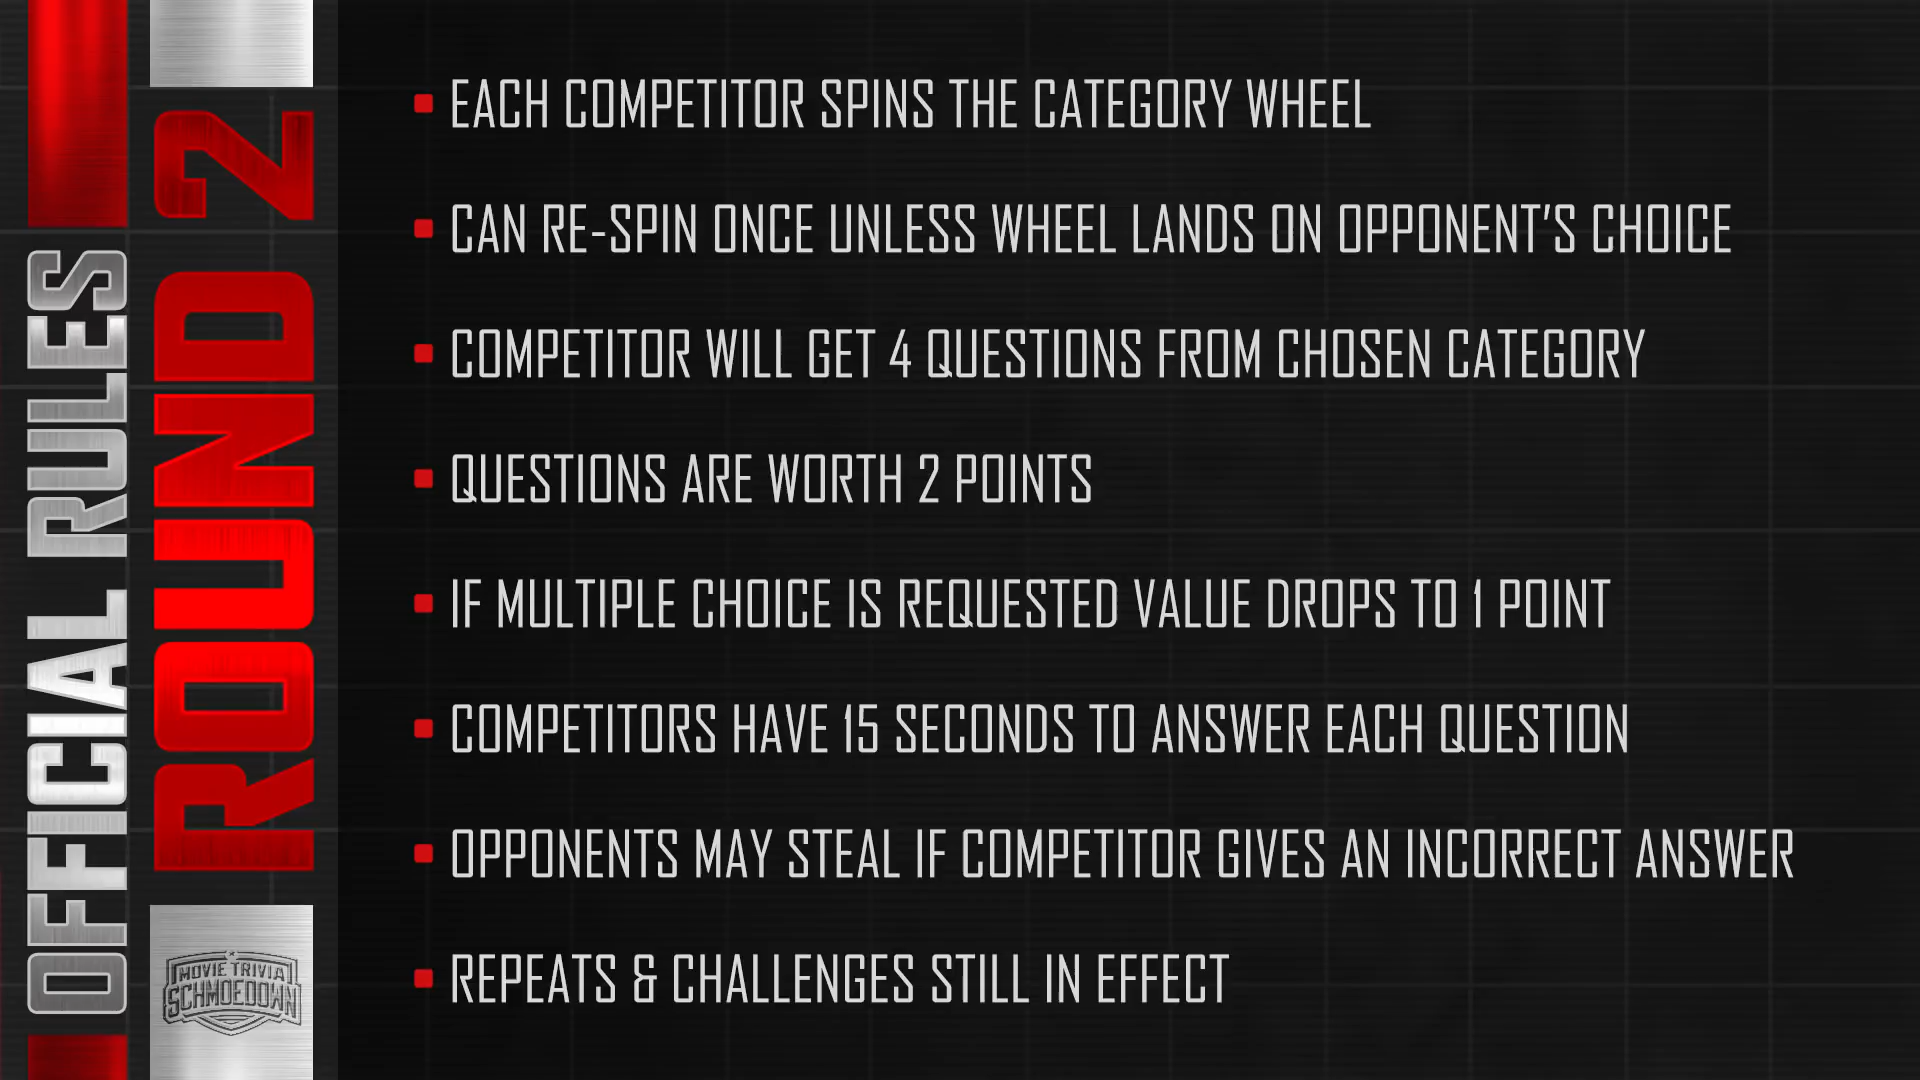 OFFICIAL RULES
ROUND 2
EACH COMPETITOR SPINS THE CATEGORY WHEEL
CAN RE-SPIN ONCE UNLESS WHEEL LANDS ON OPPONENT'S CHOICE
COMPETITOR WILL GET 4 QUESTIONS FROM CHOSEN CATEGORY
QUESTIONS ARE WORTH 2 POINTS
IF MULTIPLE CHOICE IS REQUESTED VALUE DROPS TO 1 POINT
COMPETITORS HAVE 15 SECONDS TO ANSWER EACH QUESTION
OPPONENTS MAY STEAL IF COMPETITOR GIVES AN INCORRECT ANSWER
REPEATS & CHALLENGES STILL IN EFFECT
MOVIE TRIVIA
SCHMOEDOWN